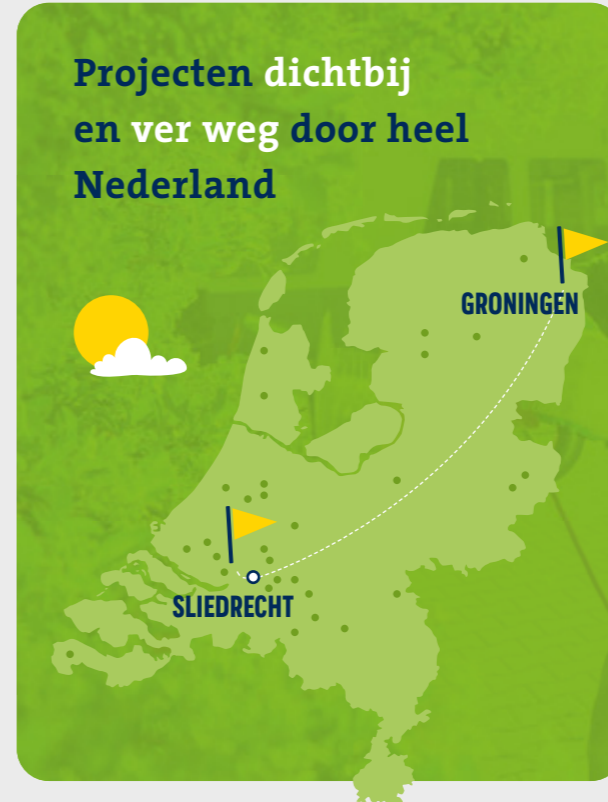 Projecten dichtbij
en ver weg door heel
Nederland
GRONINGEN
SLIEDRECHT